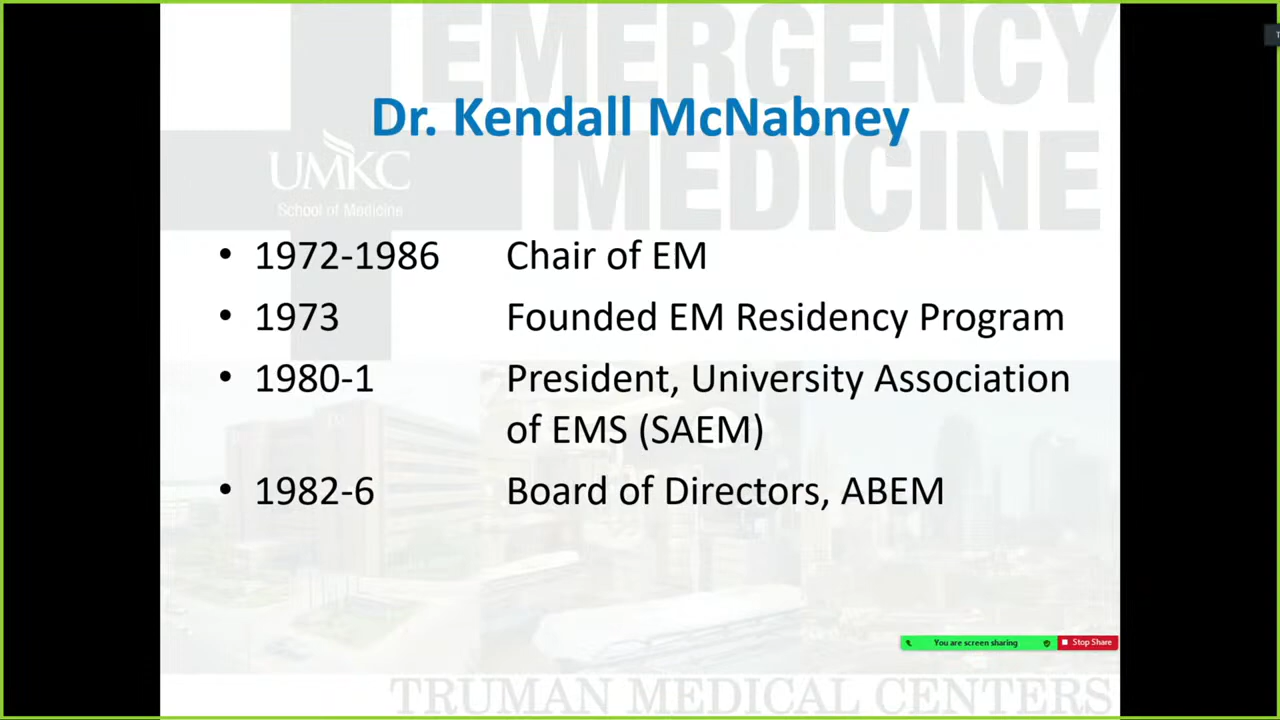 EMERGENCY
MEDICINE
Dr. Kendall McNabney
UMKC
School of Medicine
• 1972-1986 Chair of EM
• 1973 Founded EM Residency Program
• 1980-1 President, University Association
of EMS (SAEM)
• 1982-6 Board of Directors, ABEM
You are screen sharing
Stop Share
TRUMAN MEDICAL CENTERS